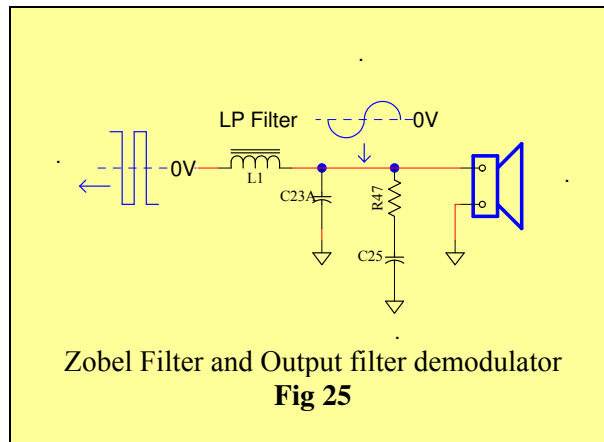 LP Filter
0V
0V
L1
C23A
R47
C25
Zobel Filter and Output filter demodulator
Fig 25